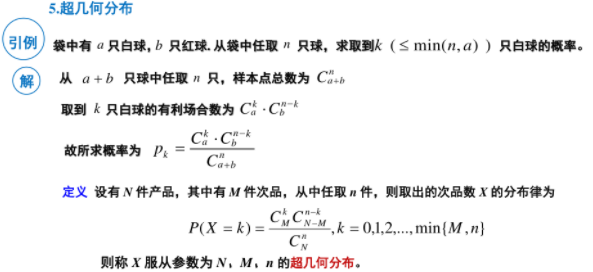 5.超几何分布
引例 袋中有 a 只白球, b 只红球. 从袋中任取 n 只球，求取到k （≤ min(n, a)）只白球的概率。
解 从 a + b 只球中任取 n 只，样本点总数为 $C_{a+b}^{n}$
取到 k 只白球的有利场合数为 $C_a^k \cdot C_b^{n-k}$
故所求概率为 $p_k = \frac{C_a^k \cdot C_b^{n-k}}{C_{a+b}^{n}}$
定义 设有 N 件产品，其中有 M 件次品，从中任取 n 件，则取出的次品数 X 的分布律为
$P(X = k) = \frac{C_M^k C_{N-M}^{n-k}}{C_N^n}, k = 0,1,2,...,\min\{M,n\}$
则称 X 服从参数为 N、M、n 的超几何分布。